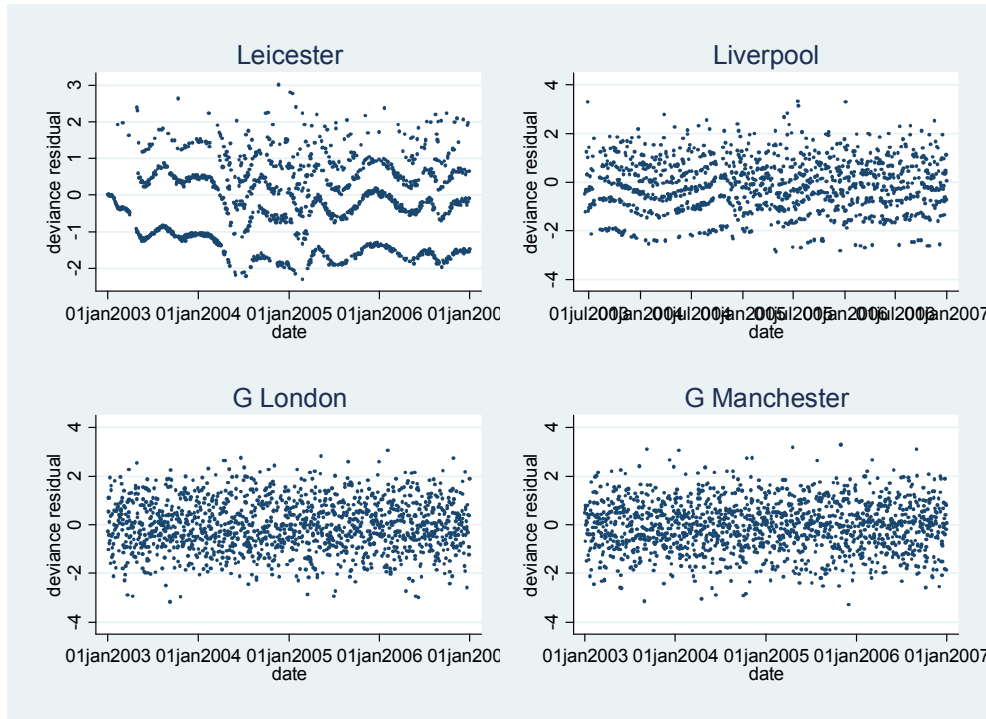 Leicester
deviance residual
3
2
1
0
-1
-2
01jan2003 01jan2004 01jan2005 01jan2006 01jan200
date
Liverpool
deviance residual
4
2
0
-2
-4
date
G London
deviance residual
4
2
0
-2
-4
01jan2003 01jan2004 01jan2005 01jan2006 01jan200
date
G Manchester
deviance residual
4
2
0
-2
-4
01jan2003 01jan2004 01jan2005 01jan2006 01jan2007
date